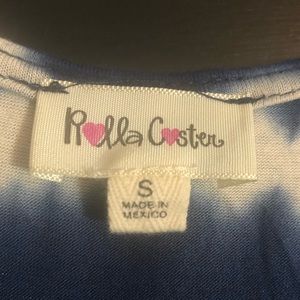 Rolla Coster
S
MADE IN
MEXICO